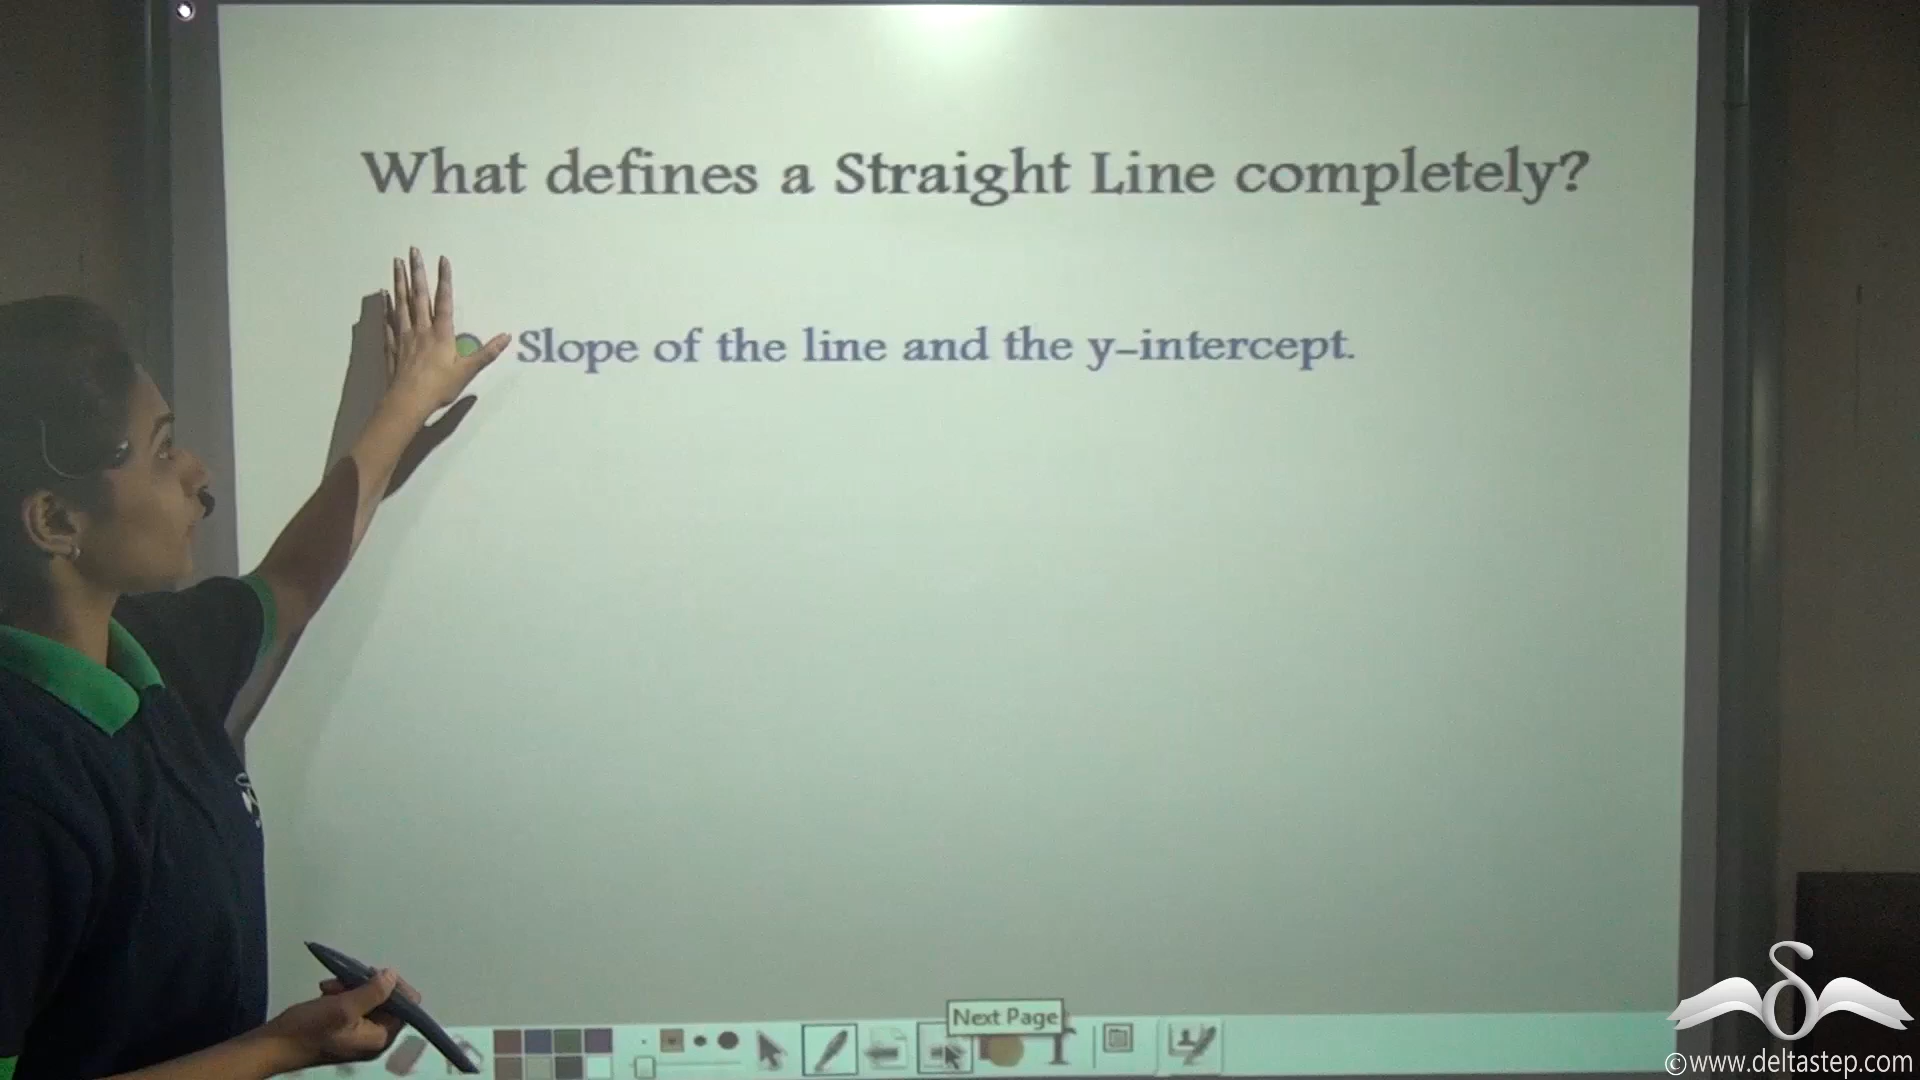 What defines a Straight Line completely?
Slope of the line and the y-intercept.
Next Page
©www.deltastep.com